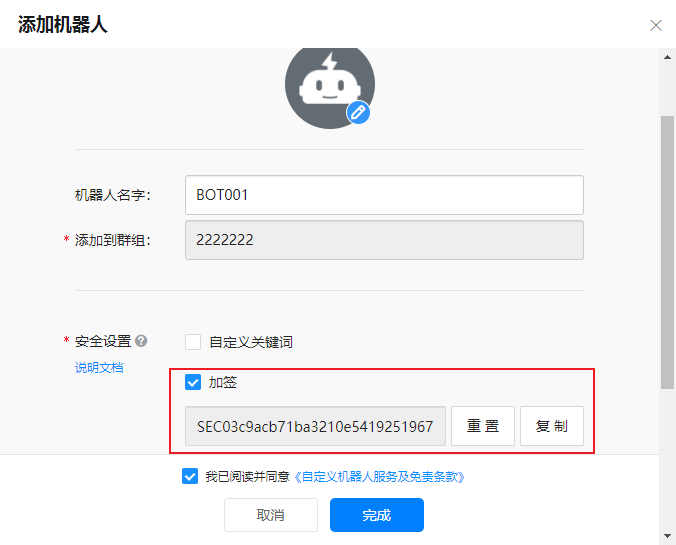 添加机器人
机器人名字： BOT001
* 添加到群组： 2222222
* 安全设置 ? 自定义关键词
说明文档
加签
SEC03c9acb71ba3210e5419251967 重置 复制
我已阅读并同意《自定义机器人服务及免责条款》
取消 完成